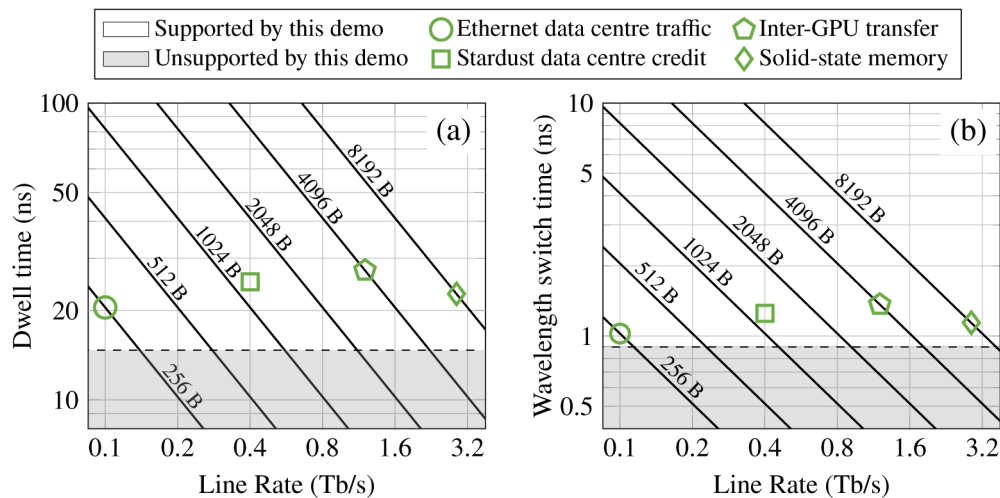 Supported by this demo
Ethernet data centre traffic
Inter-GPU transfer
Unsupported by this demo
Stardust data centre credit
Solid-state memory
(a)
Dwell time (ns)
100
50
20
10
8192 B
4096 B
2048 B
1024 B
512 B
256 B
0.1
0.2
0.4
0.8
1.6
3.2
Line Rate (Tb/s)
(b)
Wavelength switch time (ns)
10
5
1
0.5
8192 B
4096 B
2048 B
1024 B
512 B
256 B
0.1
0.2
0.4
0.8
1.6
3.2
Line Rate (Tb/s)